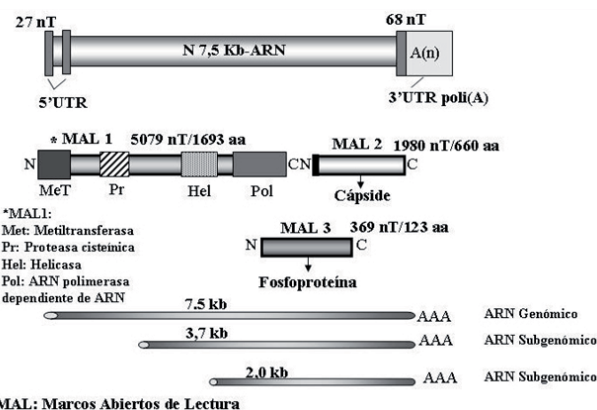 27 nT
68 nT
N 7,5 Kb-ARN
A(n)
5'UTR
3'UTR poli(A)
* MAL 1 5079 nT/1693 aa
MAL 2 1980 nT/660 aa
N
C
N
C
MeT Pr Hel Pol
Cápside
*MAL1:
Met: Metiltransferasa
Pr: Proteasa cisteínica
Hel: Helicasa
Pol: ARN polimerasa
dependiente de ARN
MAL 3 369 nT/123 aa
N
C
Fosfoproteína
7.5 kb
AAA ARN Genómico
3,7 kb
AAA ARN Subgenómico
2.0 kb
AAA ARN Subgenómico
MAL: Marcos Abiertos de Lectura